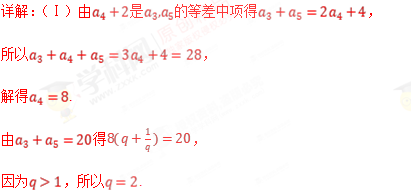 详解：（Ⅰ）由a₄+2是a₃,a₅的等差中项得a₃+a₅=2a₄+4，
所以a₃+a₄+a₅=3a₄+4=28，
解得a₄=8.
由a₃+a₅=20得8(q+1/q)=20，
因为q>1，所以q=2.